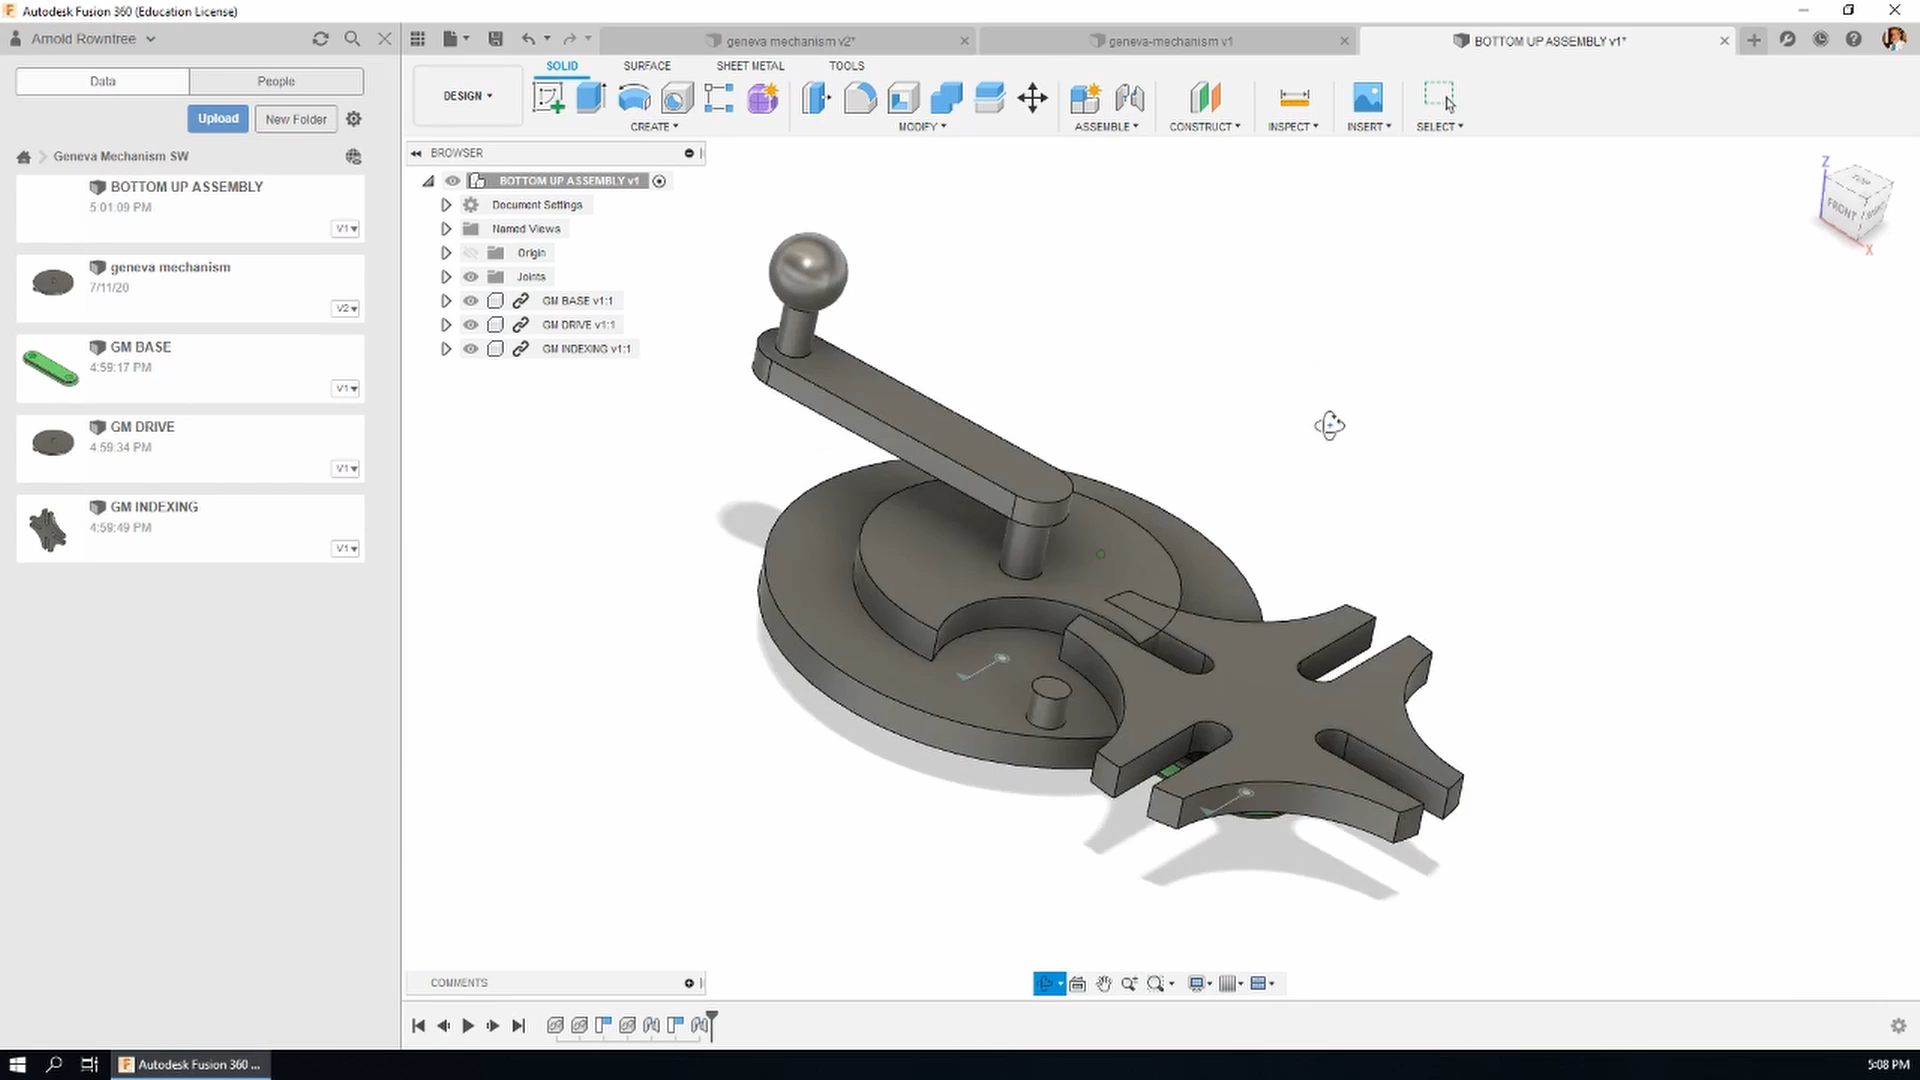 Autodesk Fusion 360 (Education License)
Arnold Rowntree
geneva mechanism v2*
geneva-mechanism v1
BOTTOM UP ASSEMBLY v1*
Data
People
SOLID
SURFACE
SHEET METAL
TOOLS
DESIGN
Upload
New Folder
CREATE
MODIFY
ASSEMBLE
CONSTRUCT
INSPECT
INSERT
SELECT
Geneva Mechanism SW
BROWSER
BOTTOM UP ASSEMBLY
5:01:09 PM
V1
geneva mechanism
7/11/20
V2
GM BASE
4:59:17 PM
V1
GM DRIVE
4:59:34 PM
V1
GM INDEXING
4:59:49 PM
V1
BOTTOM UP ASSEMBLY v1
Document Settings
Named Views
Origin
Joints
GM BASE v1:1
GM DRIVE v1:1
GM INDEXING v1:1
Z
TOP
FRONT
X
COMMENTS
Autodesk Fusion 360 ...
5:08 PM